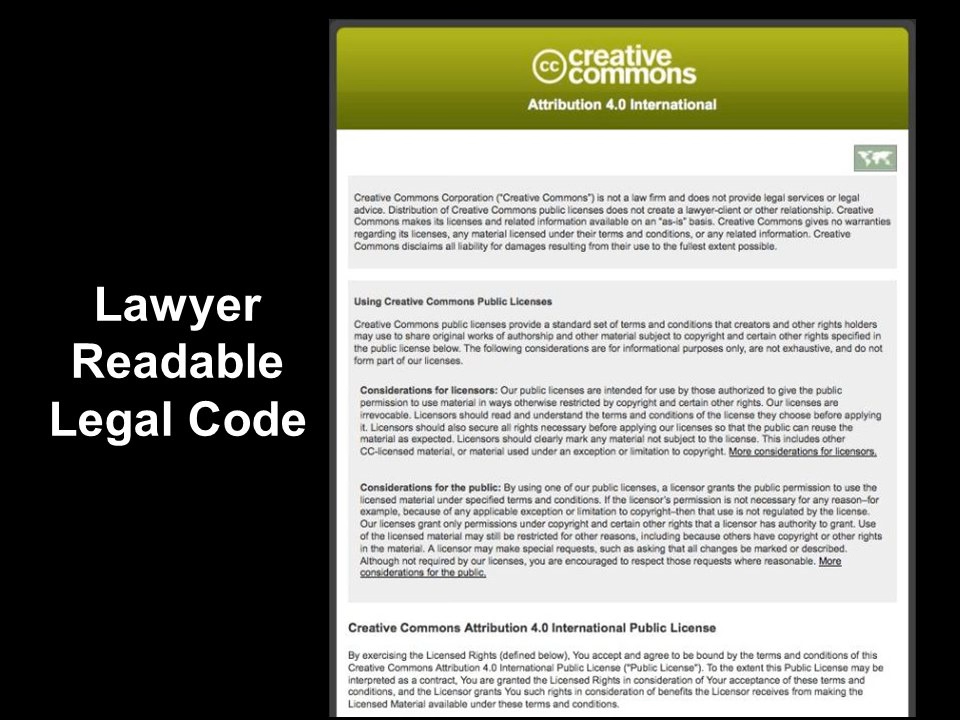 Lawyer
Readable
Legal Code
cc creative
commons
Attribution 4.0 International
Creative Commons Corporation ("Creative Commons") is not a law firm and does not provide legal services or legal
advice. Distribution of Creative Commons public licenses does not create a lawyer-client or other relationship. Creative
Commons makes its licenses and related information available on an "as-is" basis. Creative Commons gives no warranties
regarding its licenses, any material licensed under their terms and conditions, or any related information. Creative
Commons disclaims all liability for damages resulting from their use to the fullest extent possible.
Using Creative Commons Public Licenses
Creative Commons public licenses provide a standard set of terms and conditions that creators and other rights holders
may use to share original works of authorship and other material subject to copyright and certain other rights specified in
the public license below. The following considerations are for informational purposes only, are not exhaustive, and do not
form part of our licenses.
Considerations for licensors: Our public licenses are intended for use by those authorized to give the public
permission to use material in ways otherwise restricted by copyright and certain other rights. Our licenses are
irrevocable. Licensors should read and understand the terms and conditions of the license they choose before applying
it. Licensors should also secure all rights necessary before applying our licenses so that the public can reuse the
material as expected. Licensors should clearly mark any material not subject to the license. This includes other
CC-licensed material, or material used under an exception or limitation to copyright. More considerations for licensors.
Considerations for the public: By using one of our public licenses, a licensor grants the public permission to use the
licensed material under specified terms and conditions. If the licensor's permission is not necessary for any reason–for
example, because of any applicable exception or limitation to copyright–then that use is not regulated by the license.
Our licenses grant only permissions under copyright and certain other rights that a licensor has authority to grant. Use
of the licensed material may still be restricted for other reasons, including because others have copyright or other rights
in the material. A licensor may make special requests, such as asking that all changes be marked or described.
Although not required by our licenses, you are encouraged to respect those requests where reasonable. More
considerations for the public.
Creative Commons Attribution 4.0 International Public License
By exercising the Licensed Rights (defined below), You accept and agree to be bound by the terms and conditions of this
Creative Commons Attribution 4.0 International Public License ("Public License"). To the extent this Public License may be
interpreted as a contract, You are granted the Licensed Rights in consideration of Your acceptance of these terms and
conditions, and the Licensor grants You such rights in consideration of benefits the Licensor receives from making the
Licensed Material available under these terms and conditions.